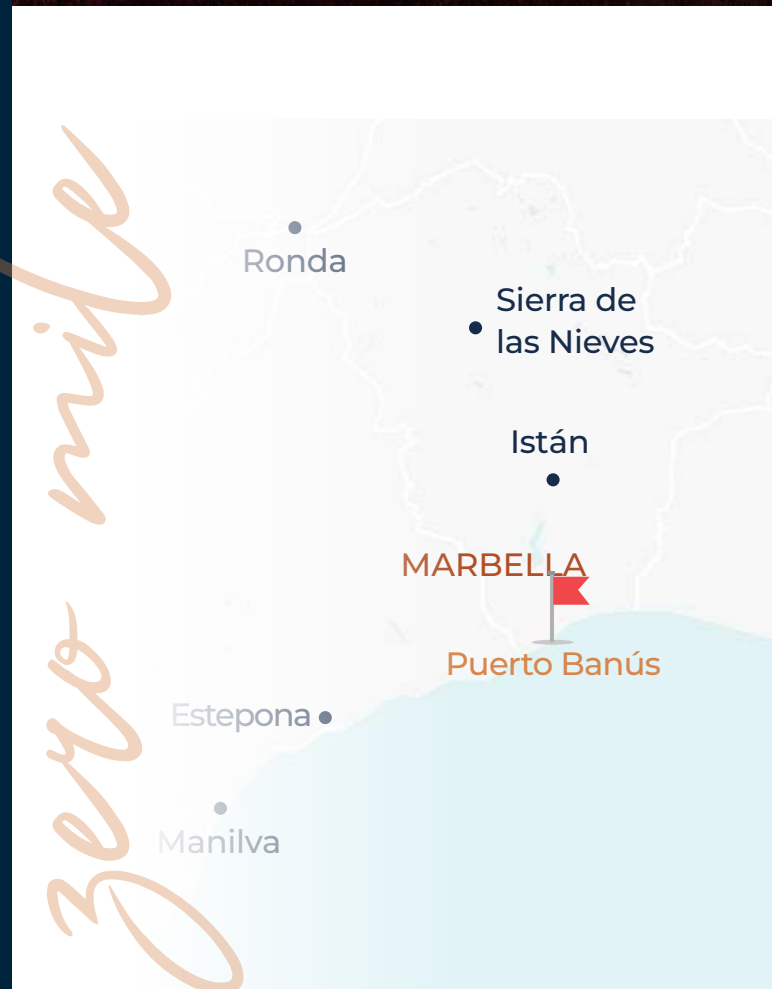 zero mile
Ronda
Sierra de
las Nieves
Istán
MARBELLA
Puerto Banús
Estepona
Manilva